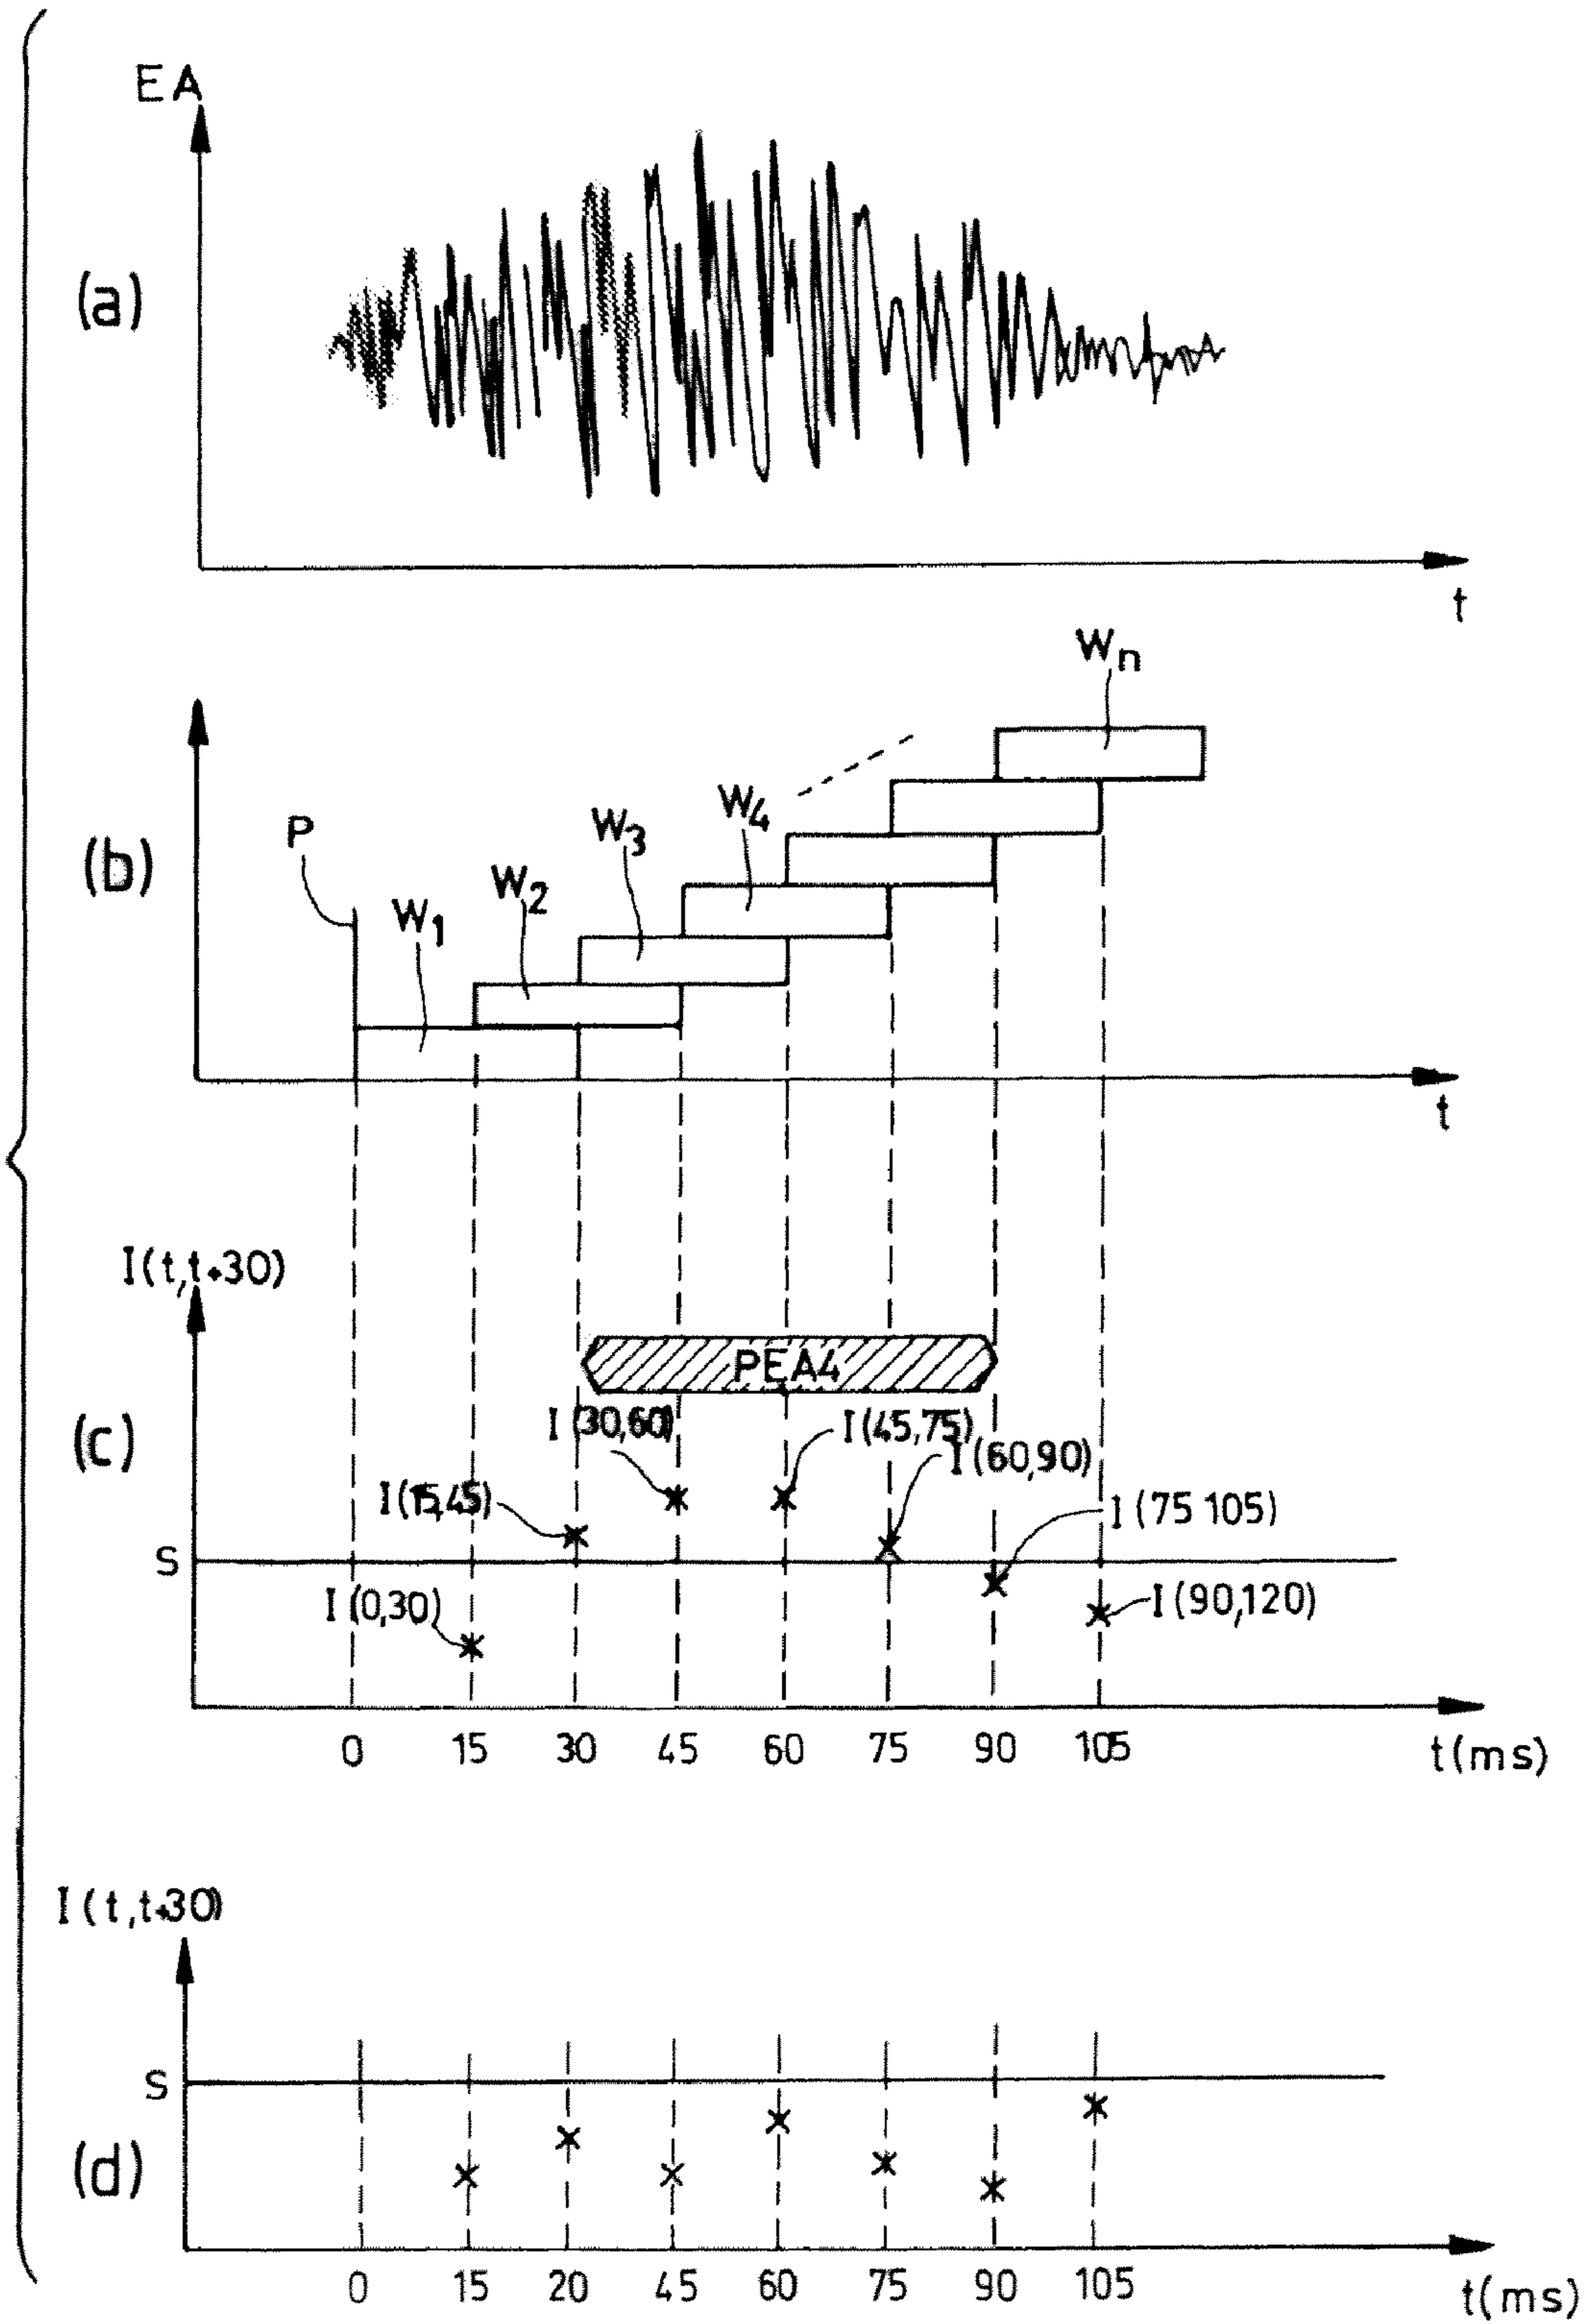 EA
(a)
t
Wn
W4
W3
P
W2
(b)
W1
t
I(t,t+30)
PEA4
I(30,60)
I(45,75)
(c)
I(60,90)
I(15,45)
I(75 105)
S
I(0,30)
I(90,120)
0 15 30 45 60 75 90 105
t(ms)
I(t,t+30)
S
(d)
0 15 20 45 60 75 90 105
t(ms)